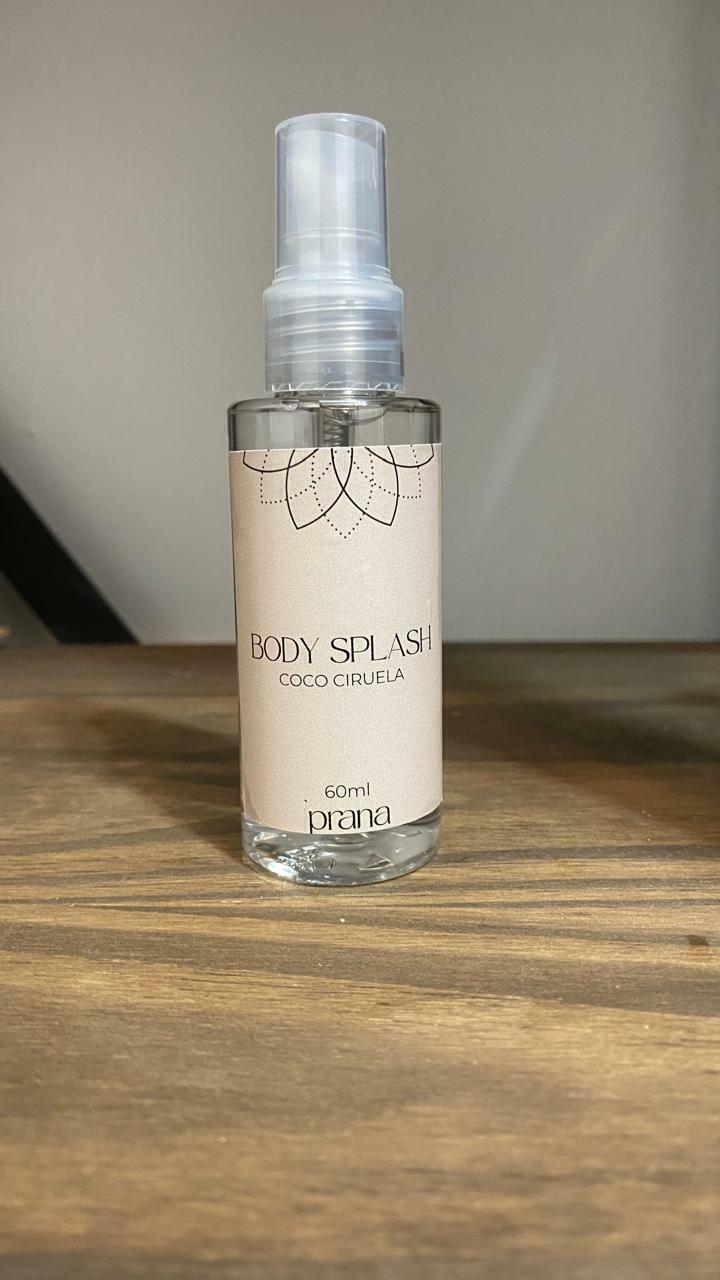 BODY SPLASH
COCO CIRUELA
60ml
prana